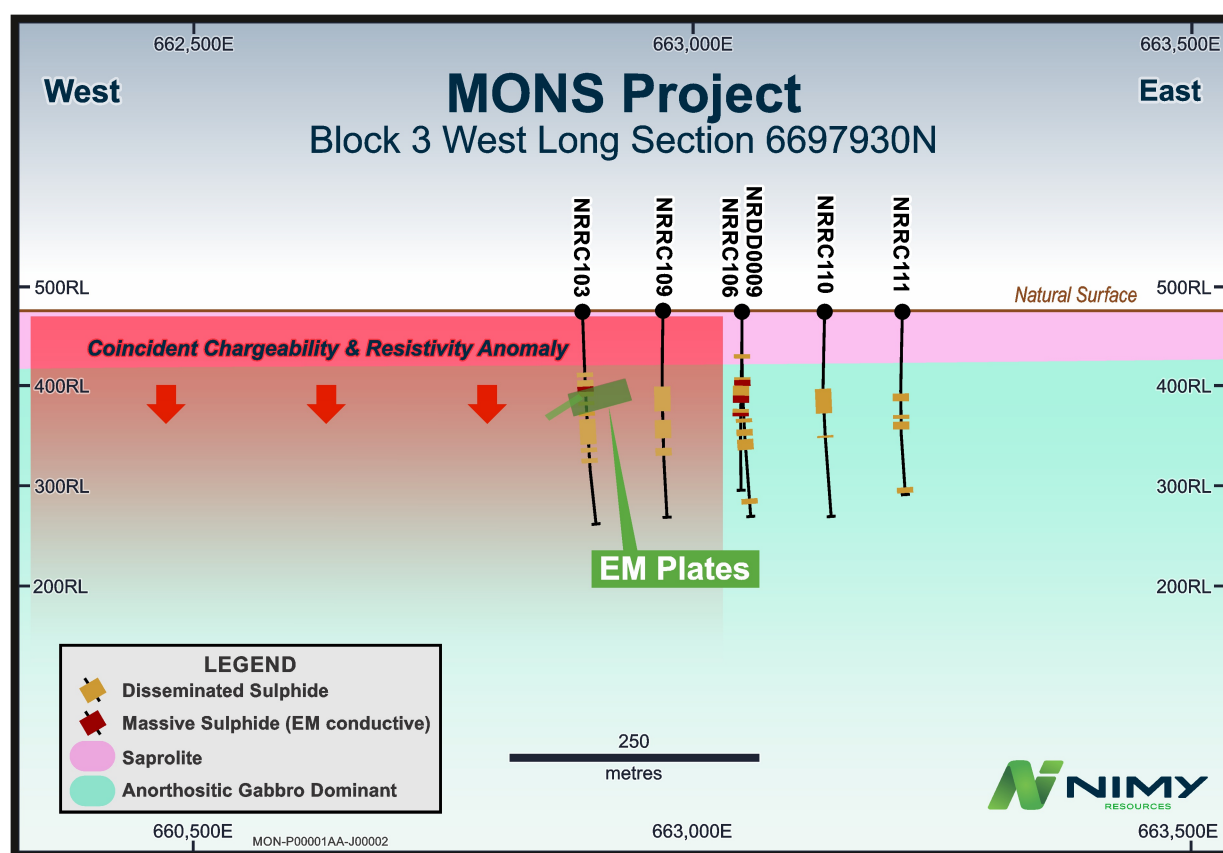 662,500E
663,000E
663,500E
West
MONS Project
East
Block 3 West Long Section 6697930N
NRRC103
NRRC109
NRRC106
NRDD0009
NRRC110
NRRC111
500RL
Natural Surface
500RL
Coincident Chargeability & Resistivity Anomaly
400RL
400RL
300RL
300RL
EM Plates
200RL
200RL
LEGEND
Disseminated Sulphide
Massive Sulphide (EM conductive)
Saprolite
Anorthositic Gabbro Dominant
250
metres
NIMY
RESOURCES
660,500E
MON-P00001AA-J00002
663,000E
663,500E